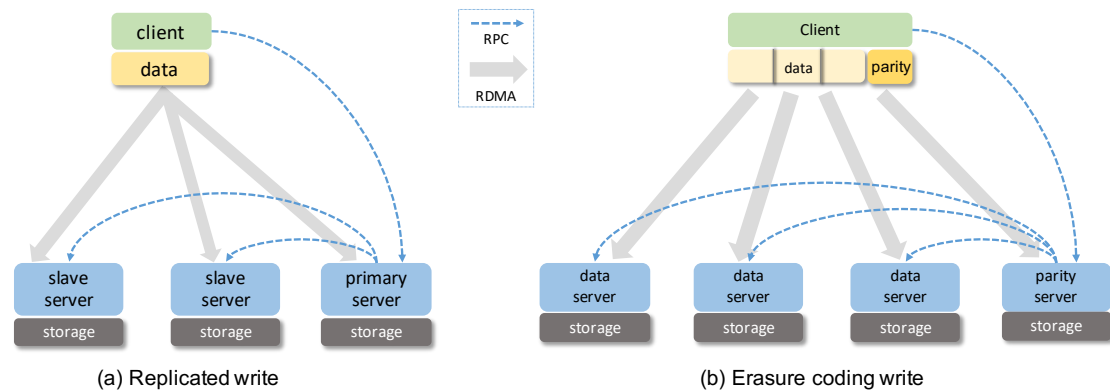 client
data
RPC
RDMA
Client
data
parity
slave
server
slave
server
primary
server
storage
storage
storage
data
server
data
server
data
server
parity
server
storage
storage
storage
storage
(a) Replicated write
(b) Erasure coding write